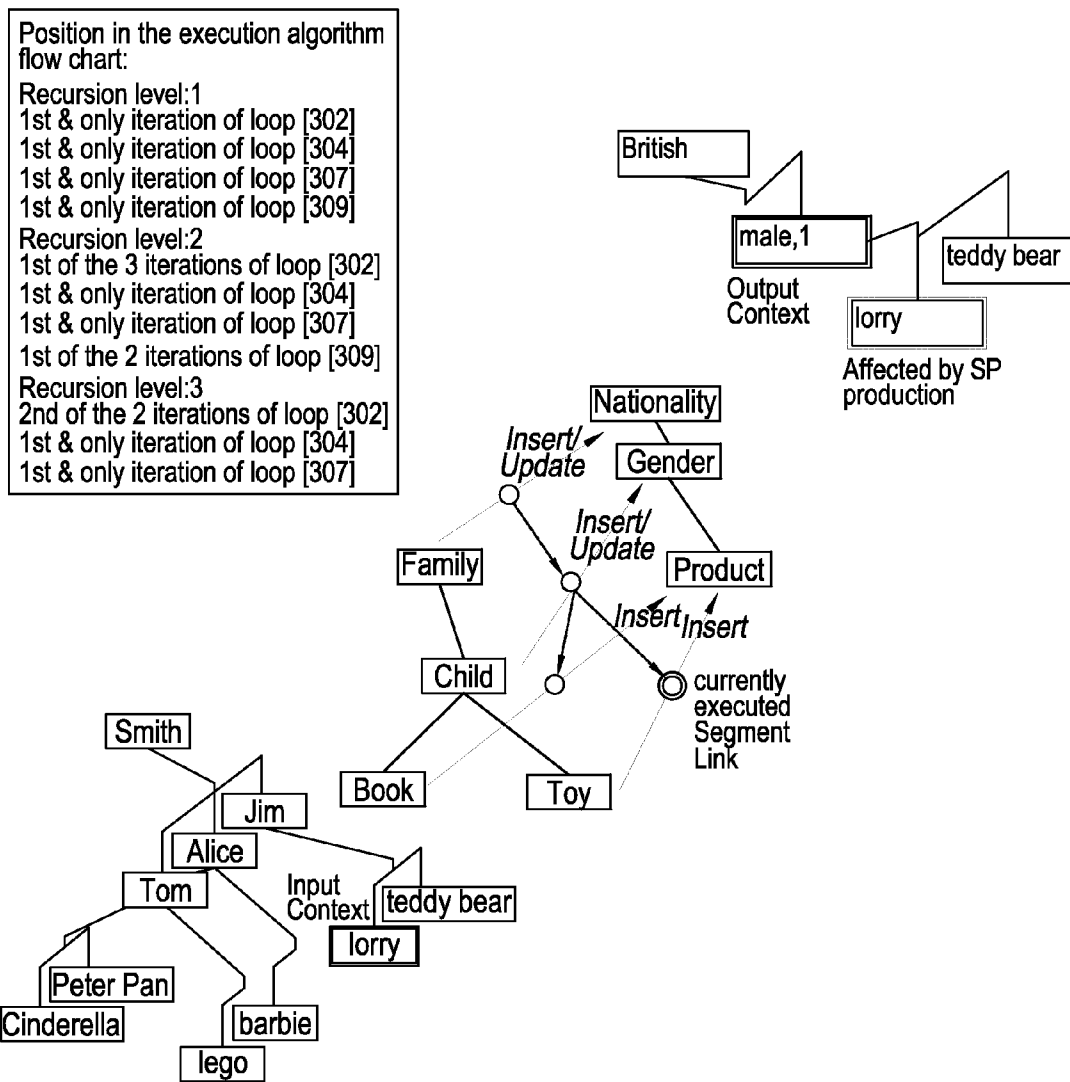 Position in the execution algorithm
flow chart:
Recursion level:1
1st & only iteration of loop [302]
1st & only iteration of loop [304]
1st & only iteration of loop [307]
1st & only iteration of loop [309]
Recursion level:2
1st of the 3 iterations of loop [302]
1st & only iteration of loop [304]
1st & only iteration of loop [307]
1st of the 2 iterations of loop [309]
Recursion level:3
2nd of the 2 iterations of loop [302]
1st & only iteration of loop [304]
1st & only iteration of loop [307]
British
male,1
teddy bear
Output
Context
lorry
Affected by SP
production
Nationality
Insert/
Update
Gender
Insert/
Update
Family
Product
Insert
Insert
Child
currently
executed
Segment
Link
Smith
Book
Toy
Jim
Alice
Tom
Input
Context
teddy bear
lorry
Peter Pan
Cinderella
barbie
lego